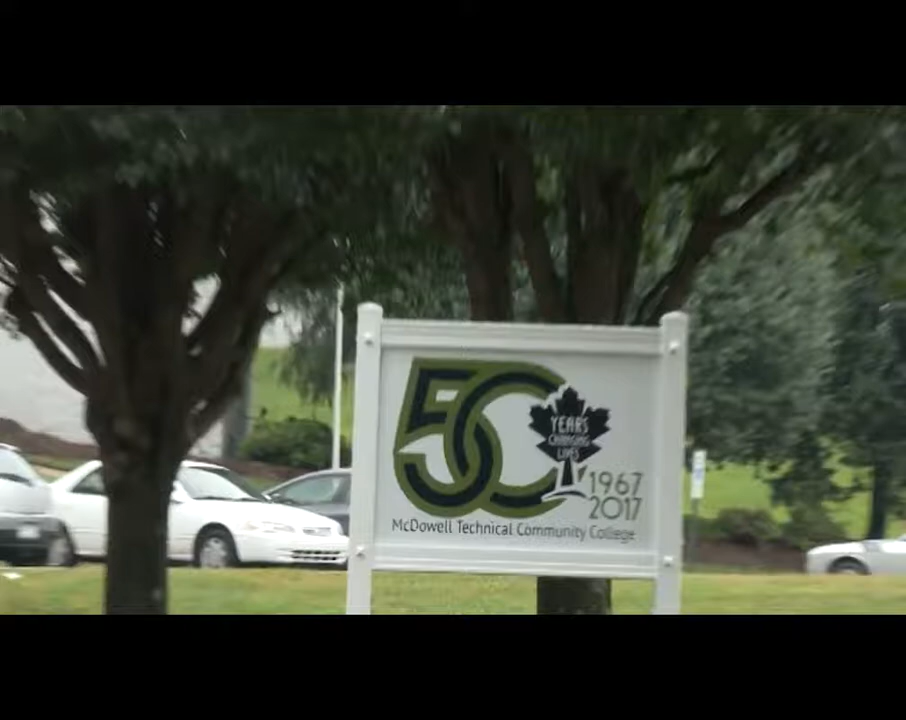 50
YEARS
CHANGING
LIVES
1967
2017
McDowell Technical Community College